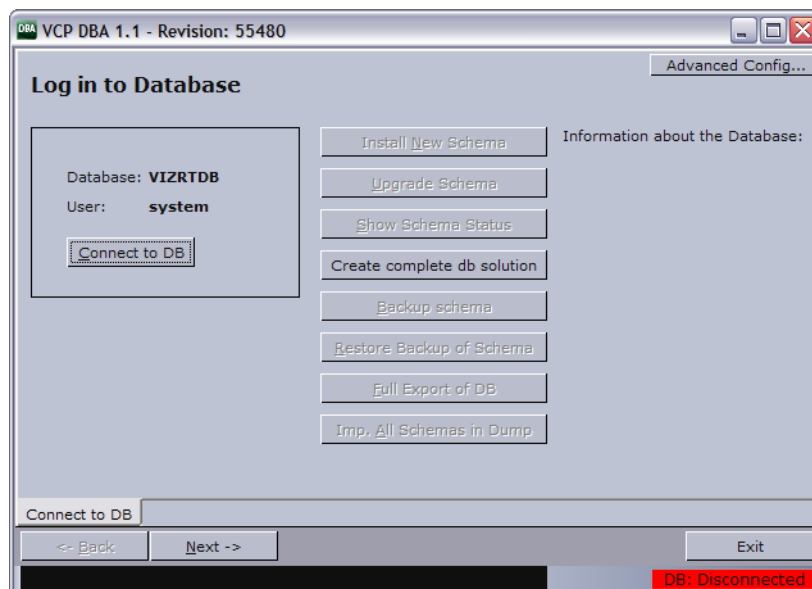 DBA VCP DBA 1.1 - Revision: 55480
Advanced Config...
Log in to Database
Database: VIZRTDB
User: system
Connect to DB
Install New Schema
Upgrade Schema
Show Schema Status
Create complete db solution
Backup schema
Restore Backup of Schema
Full Export of DB
Imp. All Schemas in Dump
Information about the Database:
Connect to DB
<- Back
Next ->
Exit
DB: Disconnected